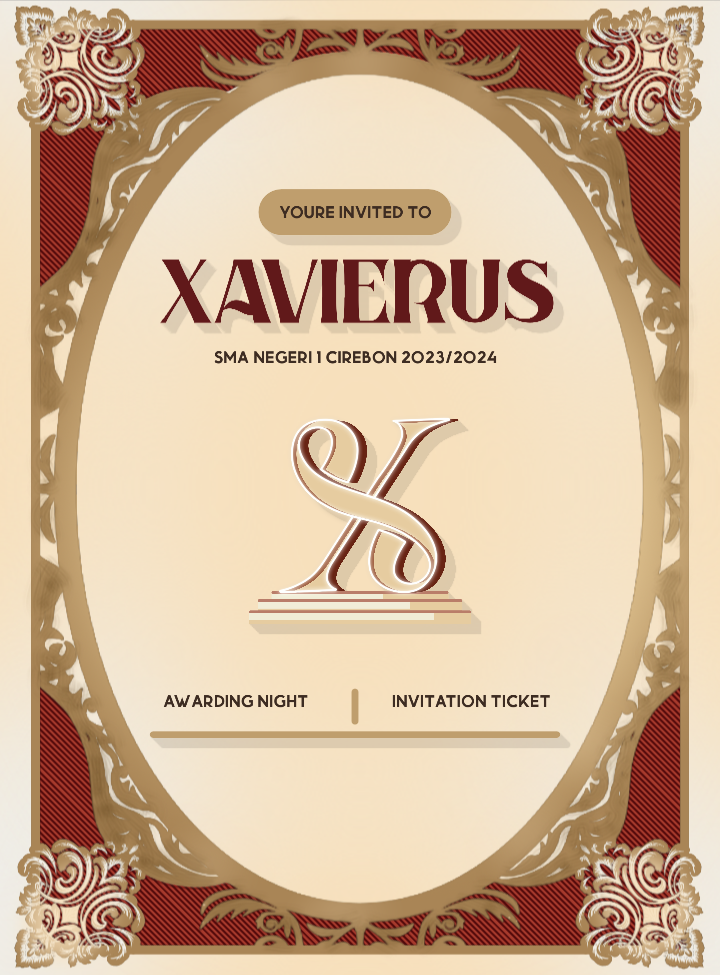 YOURE INVITED TO
XAVIERUS
SMA NEGERI 1 CIREBON 2023/2024
X
AWARDING NIGHT | INVITATION TICKET